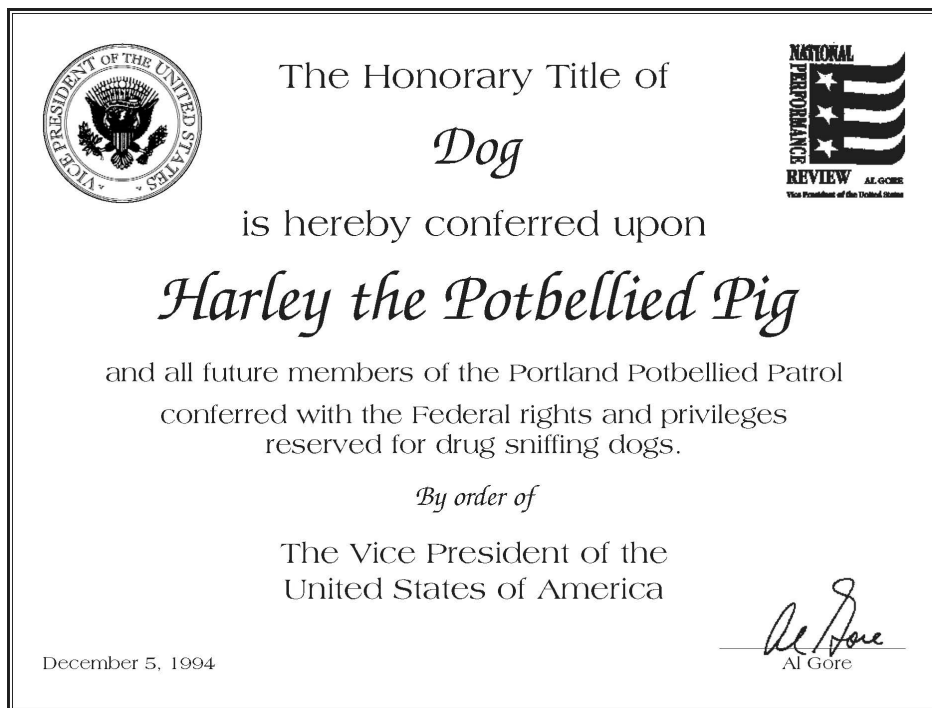 VICE PRESIDENT OF THE UNITED STATES
The Honorary Title of
NATIONAL
PERFORMANCE
REVIEW AL GORE
Vice President of the United States
Dog
is hereby conferred upon
Harley the Potbellied Pig
and all future members of the Portland Potbellied Patrol
conferred with the Federal rights and privileges
reserved for drug sniffing dogs.
By order of
The Vice President of the
United States of America
Al Gore
December 5, 1994
Al Gore